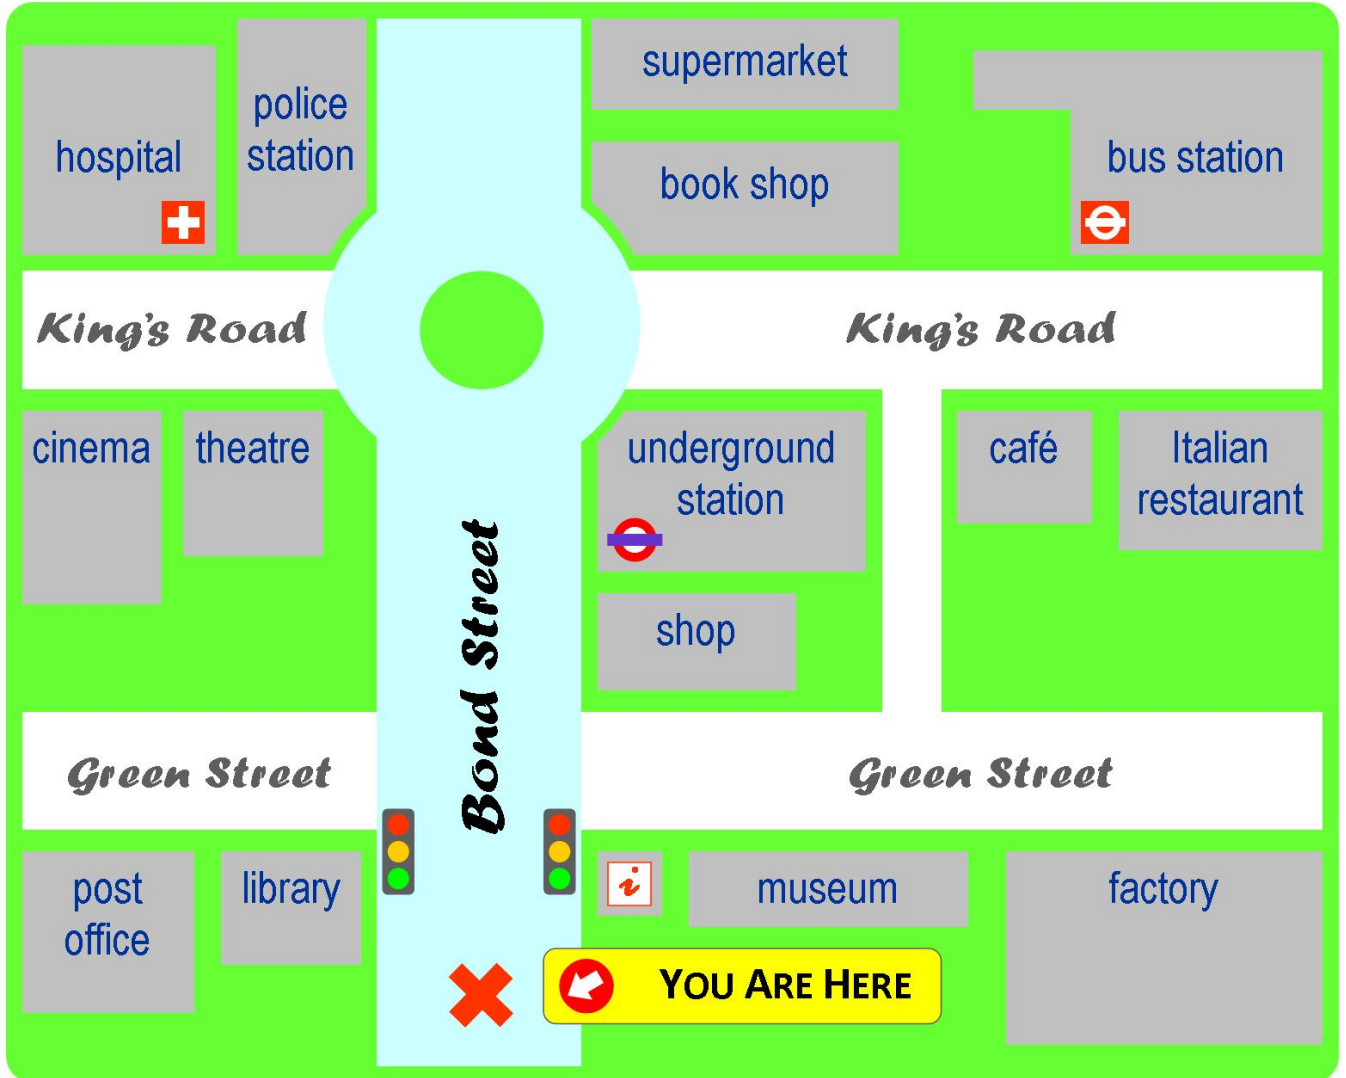 hospital
police
station
supermarket
book shop
bus station
King's Road
King's Road
cinema
theatre
underground
station
café
Italian
restaurant
shop
Bond Street
Green Street
Green Street
post
office
library
i
museum
factory
YOU ARE HERE